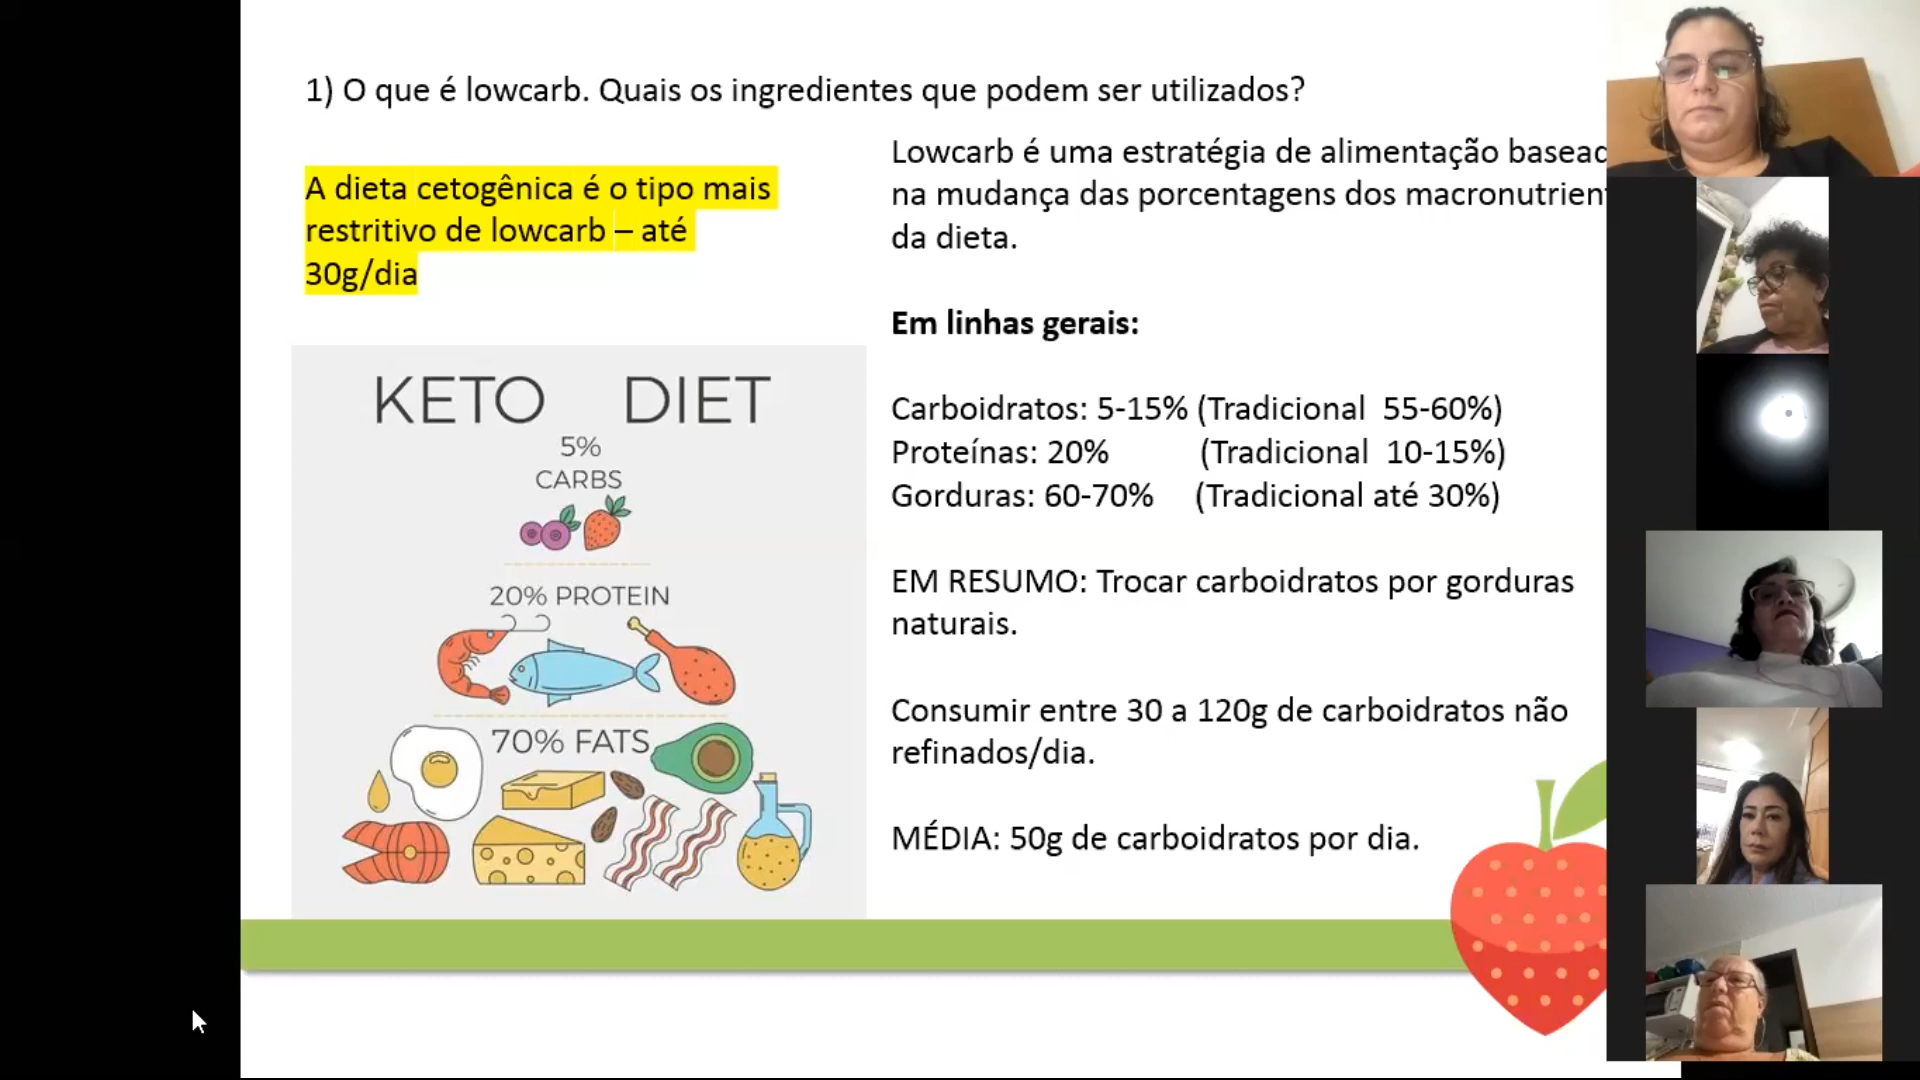 1) O que é lowcarb. Quais os ingredientes que podem ser utilizados?
A dieta cetogênica é o tipo mais
restritivo de lowcarb – até
30g/dia
KETO DIET
5%
CARBS
20% PROTEIN
70% FATS
Lowcarb é uma estratégia de alimentação basead
na mudança das porcentagens dos macronutrien
da dieta.
Em linhas gerais:
Carboidratos: 5-15% (Tradicional 55-60%)
Proteínas: 20% (Tradicional 10-15%)
Gorduras: 60-70% (Tradicional até 30%)
EM RESUMO: Trocar carboidratos por gorduras
naturais.
Consumir entre 30 a 120g de carboidratos não
refinados/dia.
MÉDIA: 50g de carboidratos por dia.